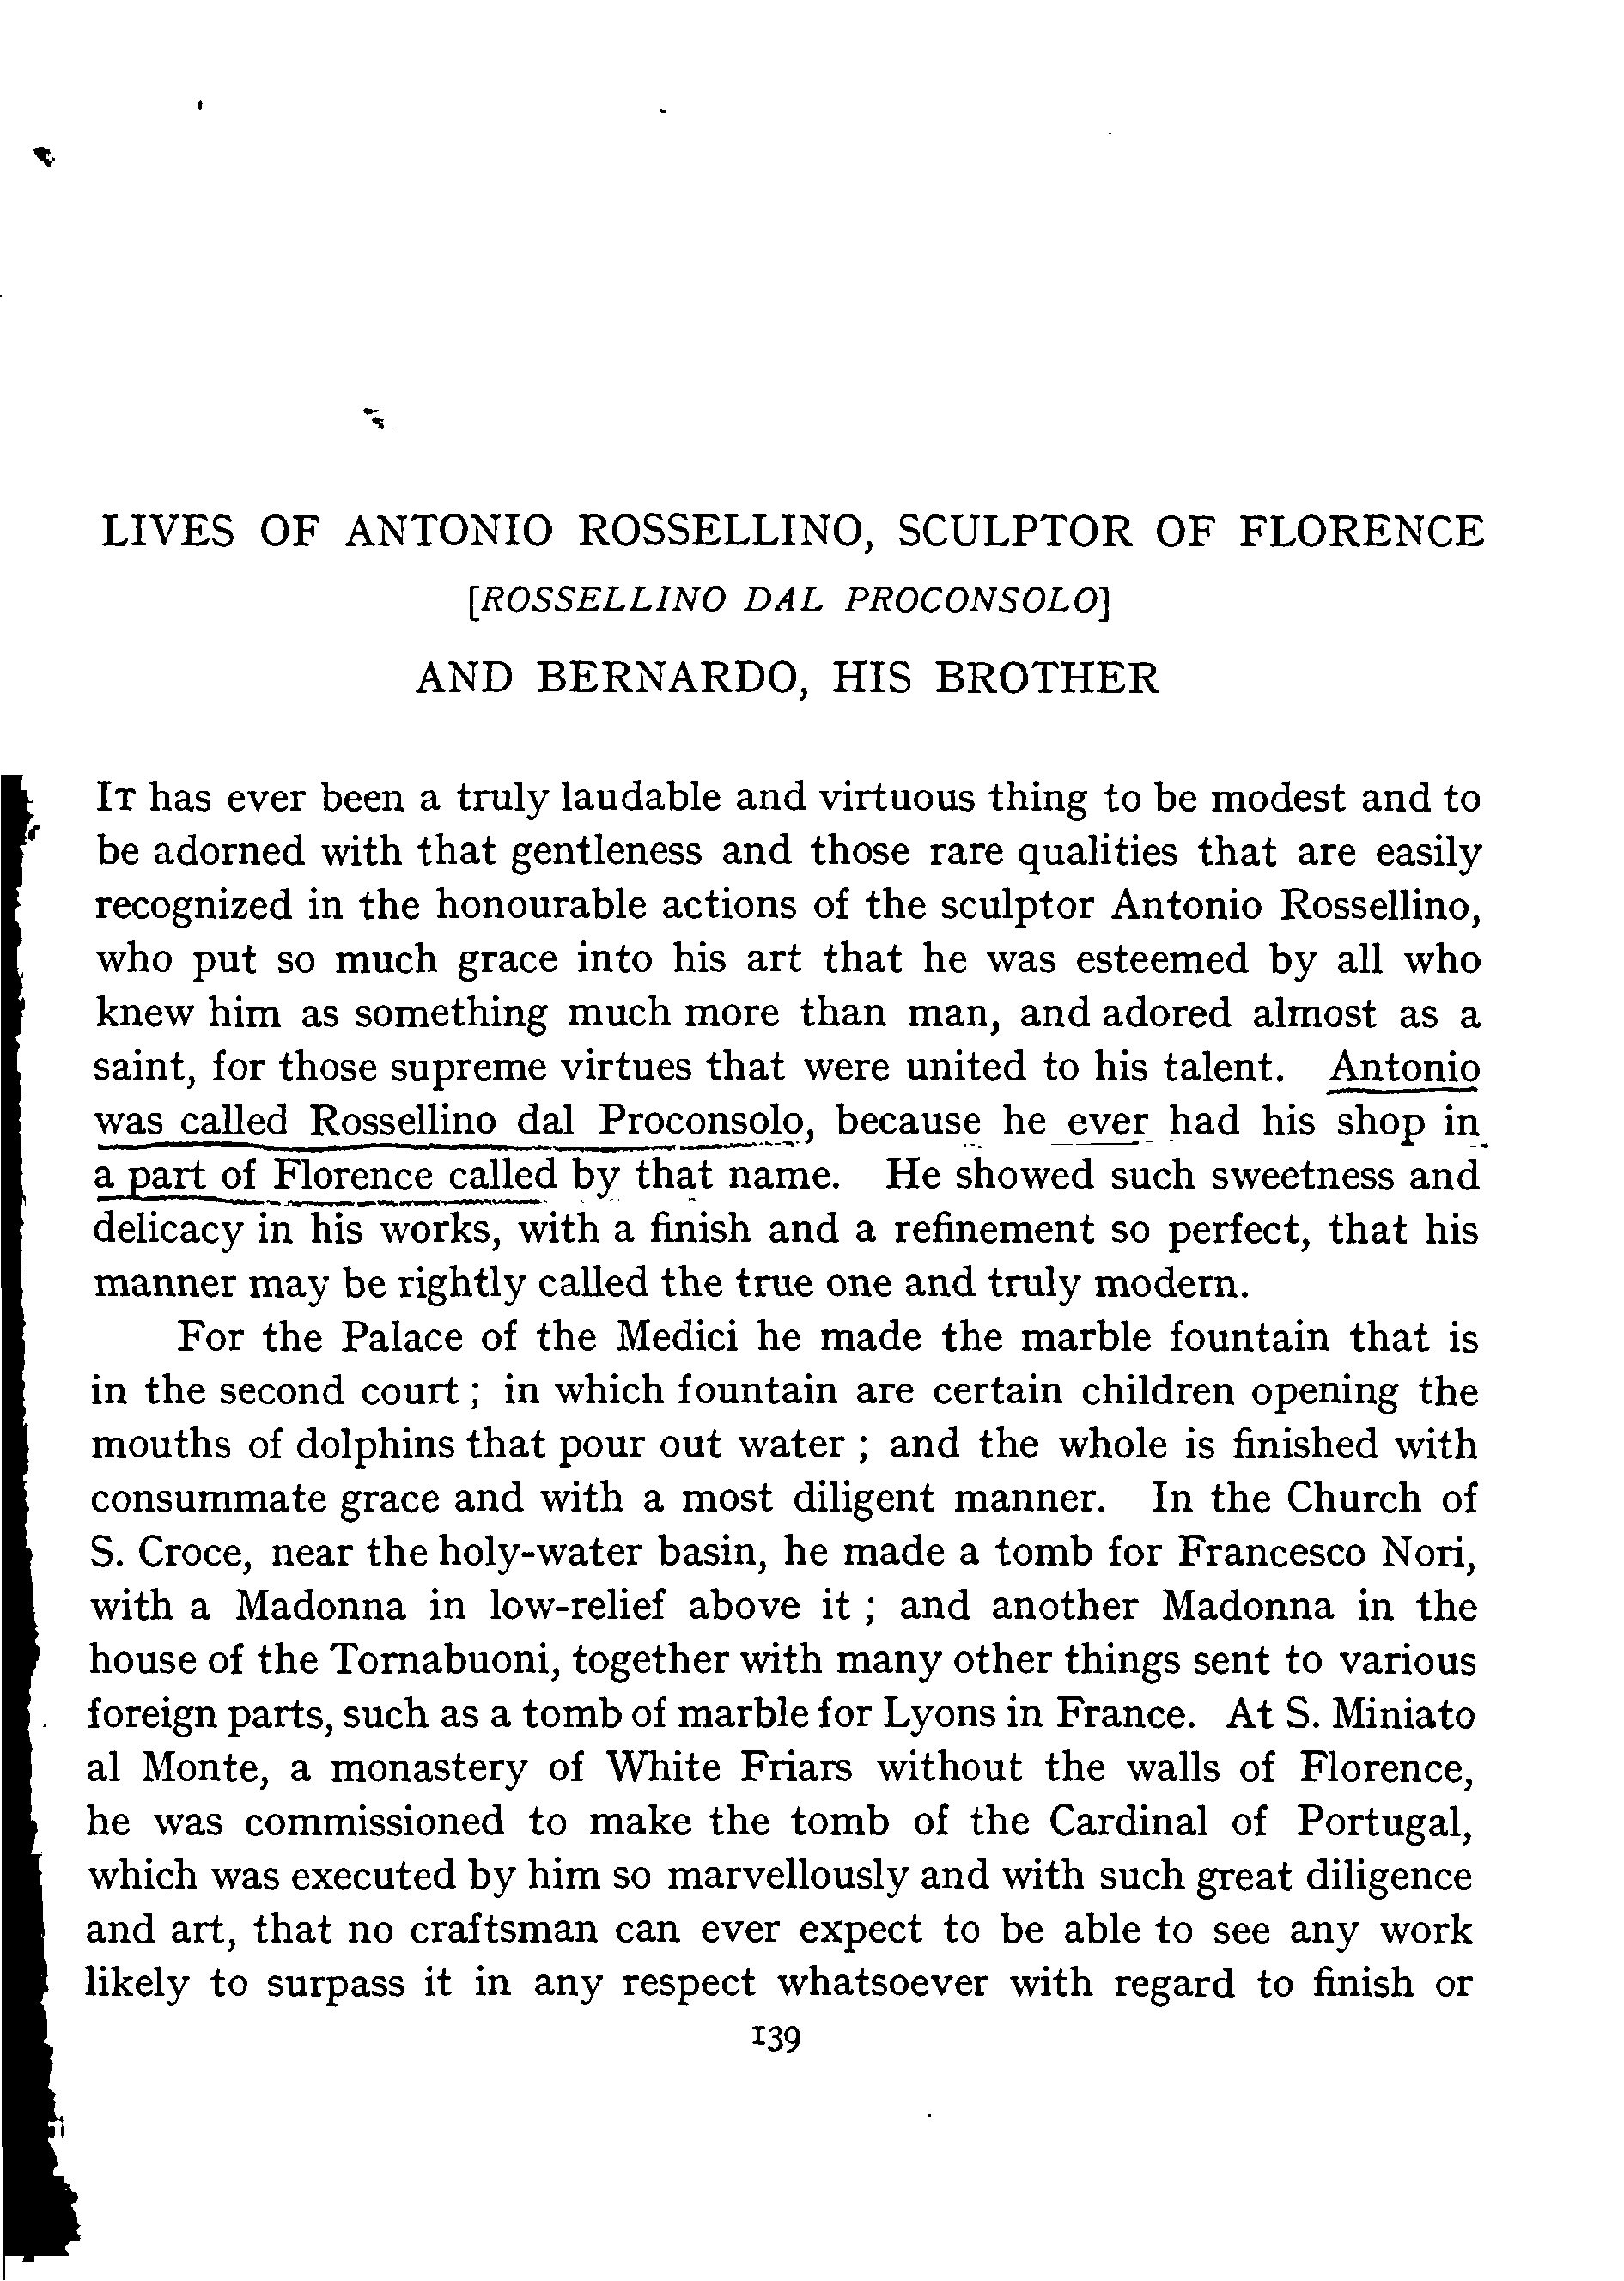 LIVES OF ANTONIO ROSSELLINO, SCULPTOR OF FLORENCE
[ROSSELLINO DAL PROCONSOLO]
AND BERNARDO, HIS BROTHER
IT has ever been a truly laudable and virtuous thing to be modest and to
be adorned with that gentleness and those rare qualities that are easily
recognized in the honourable actions of the sculptor Antonio Rossellino,
who put so much grace into his art that he was esteemed by all who
knew him as something much more than man, and adored almost as a
saint, for those supreme virtues that were united to his talent. Antonio
was called Rossellino dal Proconsolo, because he ever had his shop in
a part of Florence called by that name. He showed such sweetness and
delicacy in his works, with a finish and a refinement so perfect, that his
manner may be rightly called the true one and truly modern.
For the Palace of the Medici he made the marble fountain that is
in the second court ; in which fountain are certain children opening the
mouths of dolphins that pour out water ; and the whole is finished with
consummate grace and with a most diligent manner. In the Church of
S. Croce, near the holy-water basin, he made a tomb for Francesco Nori,
with a Madonna in low-relief above it ; and another Madonna in the
house of the Tornabuoni, together with many other things sent to various
foreign parts, such as a tomb of marble for Lyons in France. At S. Miniato
al Monte, a monastery of White Friars without the walls of Florence,
he was commissioned to make the tomb of the Cardinal of Portugal,
which was executed by him so marvellously and with such great diligence
and art, that no craftsman can ever expect to be able to see any work
likely to surpass it in any respect whatsoever with regard to finish or
139